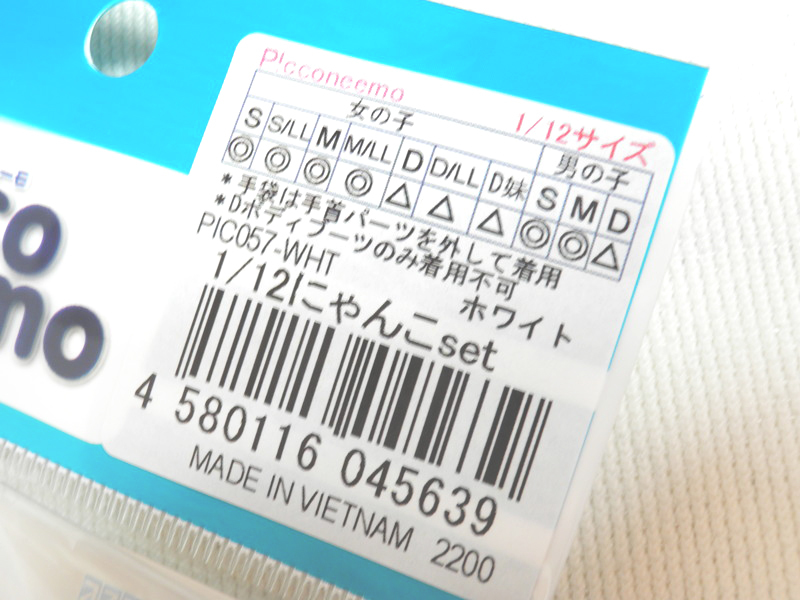 Picconeemo
1/12サイズ
女の子 男の子
S S/LL M M/LL D D/LL D妹 S M D
◎ ◎ ◎ ◎ △ △ △ ◎ ◎ △
*手袋は手首パーツを外して着用
*Dボディブーツのみ着用不可
PIC057-WHT
ホワイト
1/12にゃんこset
4 580116 045639
MADE IN VIETNAM 2200
co
mo